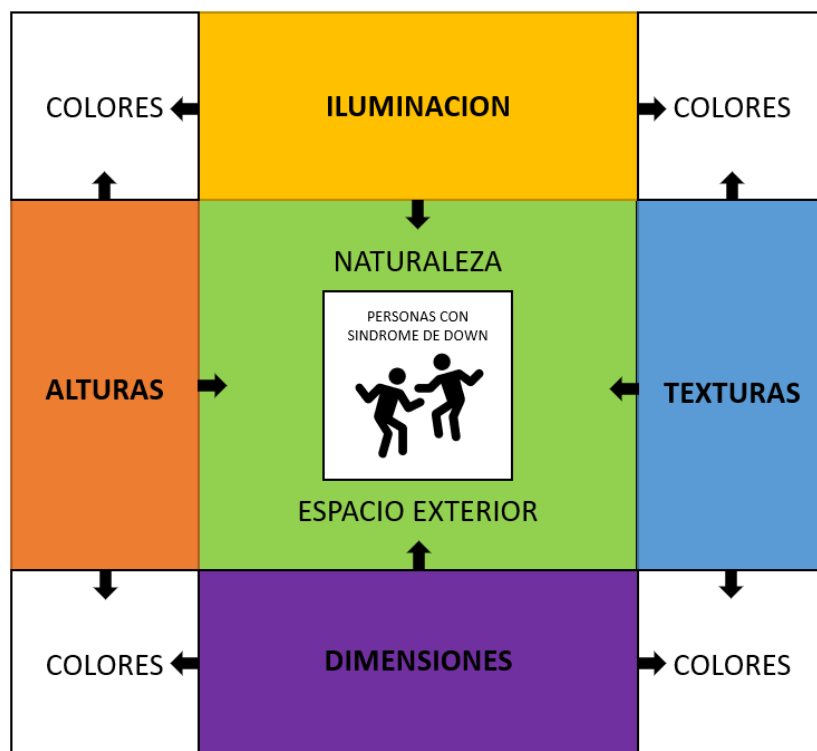 COLORES
ILUMINACION
COLORES
NATURALEZA
PERSONAS CON
SINDROME DE DOWN
ALTURAS
TEXTURAS
ESPACIO EXTERIOR
COLORES
DIMENSIONES
COLORES